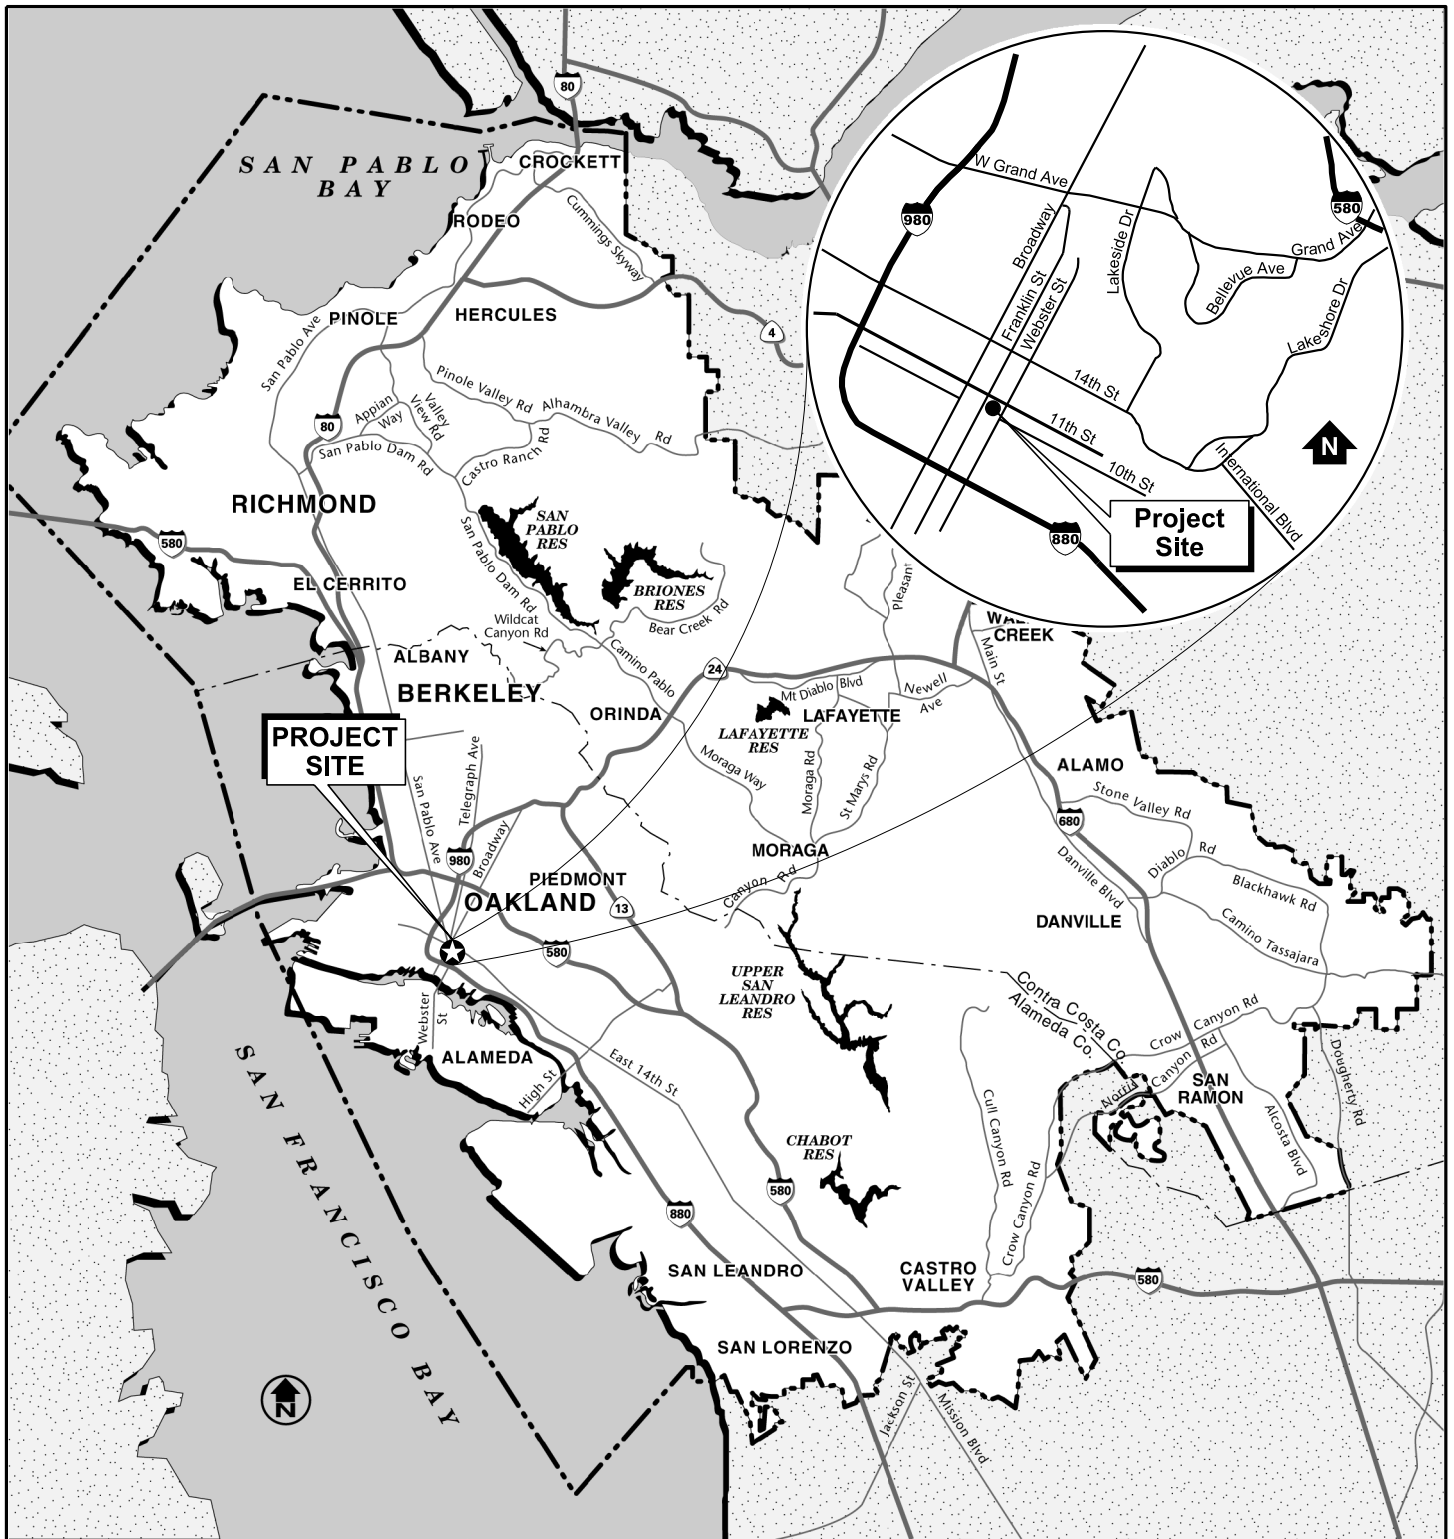 80
SAN PABLO
BAY
CROCKETT
RODEO
Cummings Skyway
HERCULES
PINOLE
San Pablo Ave
4
80
Appian
Way
Valley
View Rd
Pinole Valley Rd
Alhambra Valley Rd
San Pablo Dam Rd
Castro Ranch Rd
RICHMOND
580
EL CERRITO
SAN
PABLO
RES
San Pablo Dam Rd
BRIONES
RES
Bear Creek Rd
Wildcat
Canyon Rd
Camino Pablo
ALBANY
BERKELEY
ORINDA
24
Pleasant
CREEK
Main St
Mt Diablo Blvd
Newell
Ave
LAFAYETTE
LAFAYETTE
RES
Moraga Way
Moraga Rd
St Marys Rd
MORAGA
Canyon Rd
PROJECT
SITE
San Pablo Ave
Telegraph Ave
Broadway
980
PIEDMONT
OAKLAND
13
580
ALAMO
Stone Valley Rd
680
Danville Blvd
Diablo Rd
Blackhawk Rd
DANVILLE
Camino Tassajara
UPPER
SAN
LEANDRO
RES
Contra Costa Co.
Alameda Co.
Crow Canyon Rd
Norris Canyon Rd
SAN
RAMON
Dougherty Rd
Alcosta Blvd
Webster
St
ALAMEDA
High St
East 14th St
SAN FRANCISCO BAY
CHABOT
RES
Cull Canyon Rd
Crow Canyon Rd
580
880
SAN LEANDRO
CASTRO
VALLEY
580
SAN LORENZO
Jackson St
Mission Blvd
N
W Grand Ave
980
Broadway
Franklin St
Webster St
Lakeside Dr
Bellevue Ave
Grand Ave
580
Lakeshore Dr
14th St
11th St
10th St
International Blvd
N
880
Project
Site